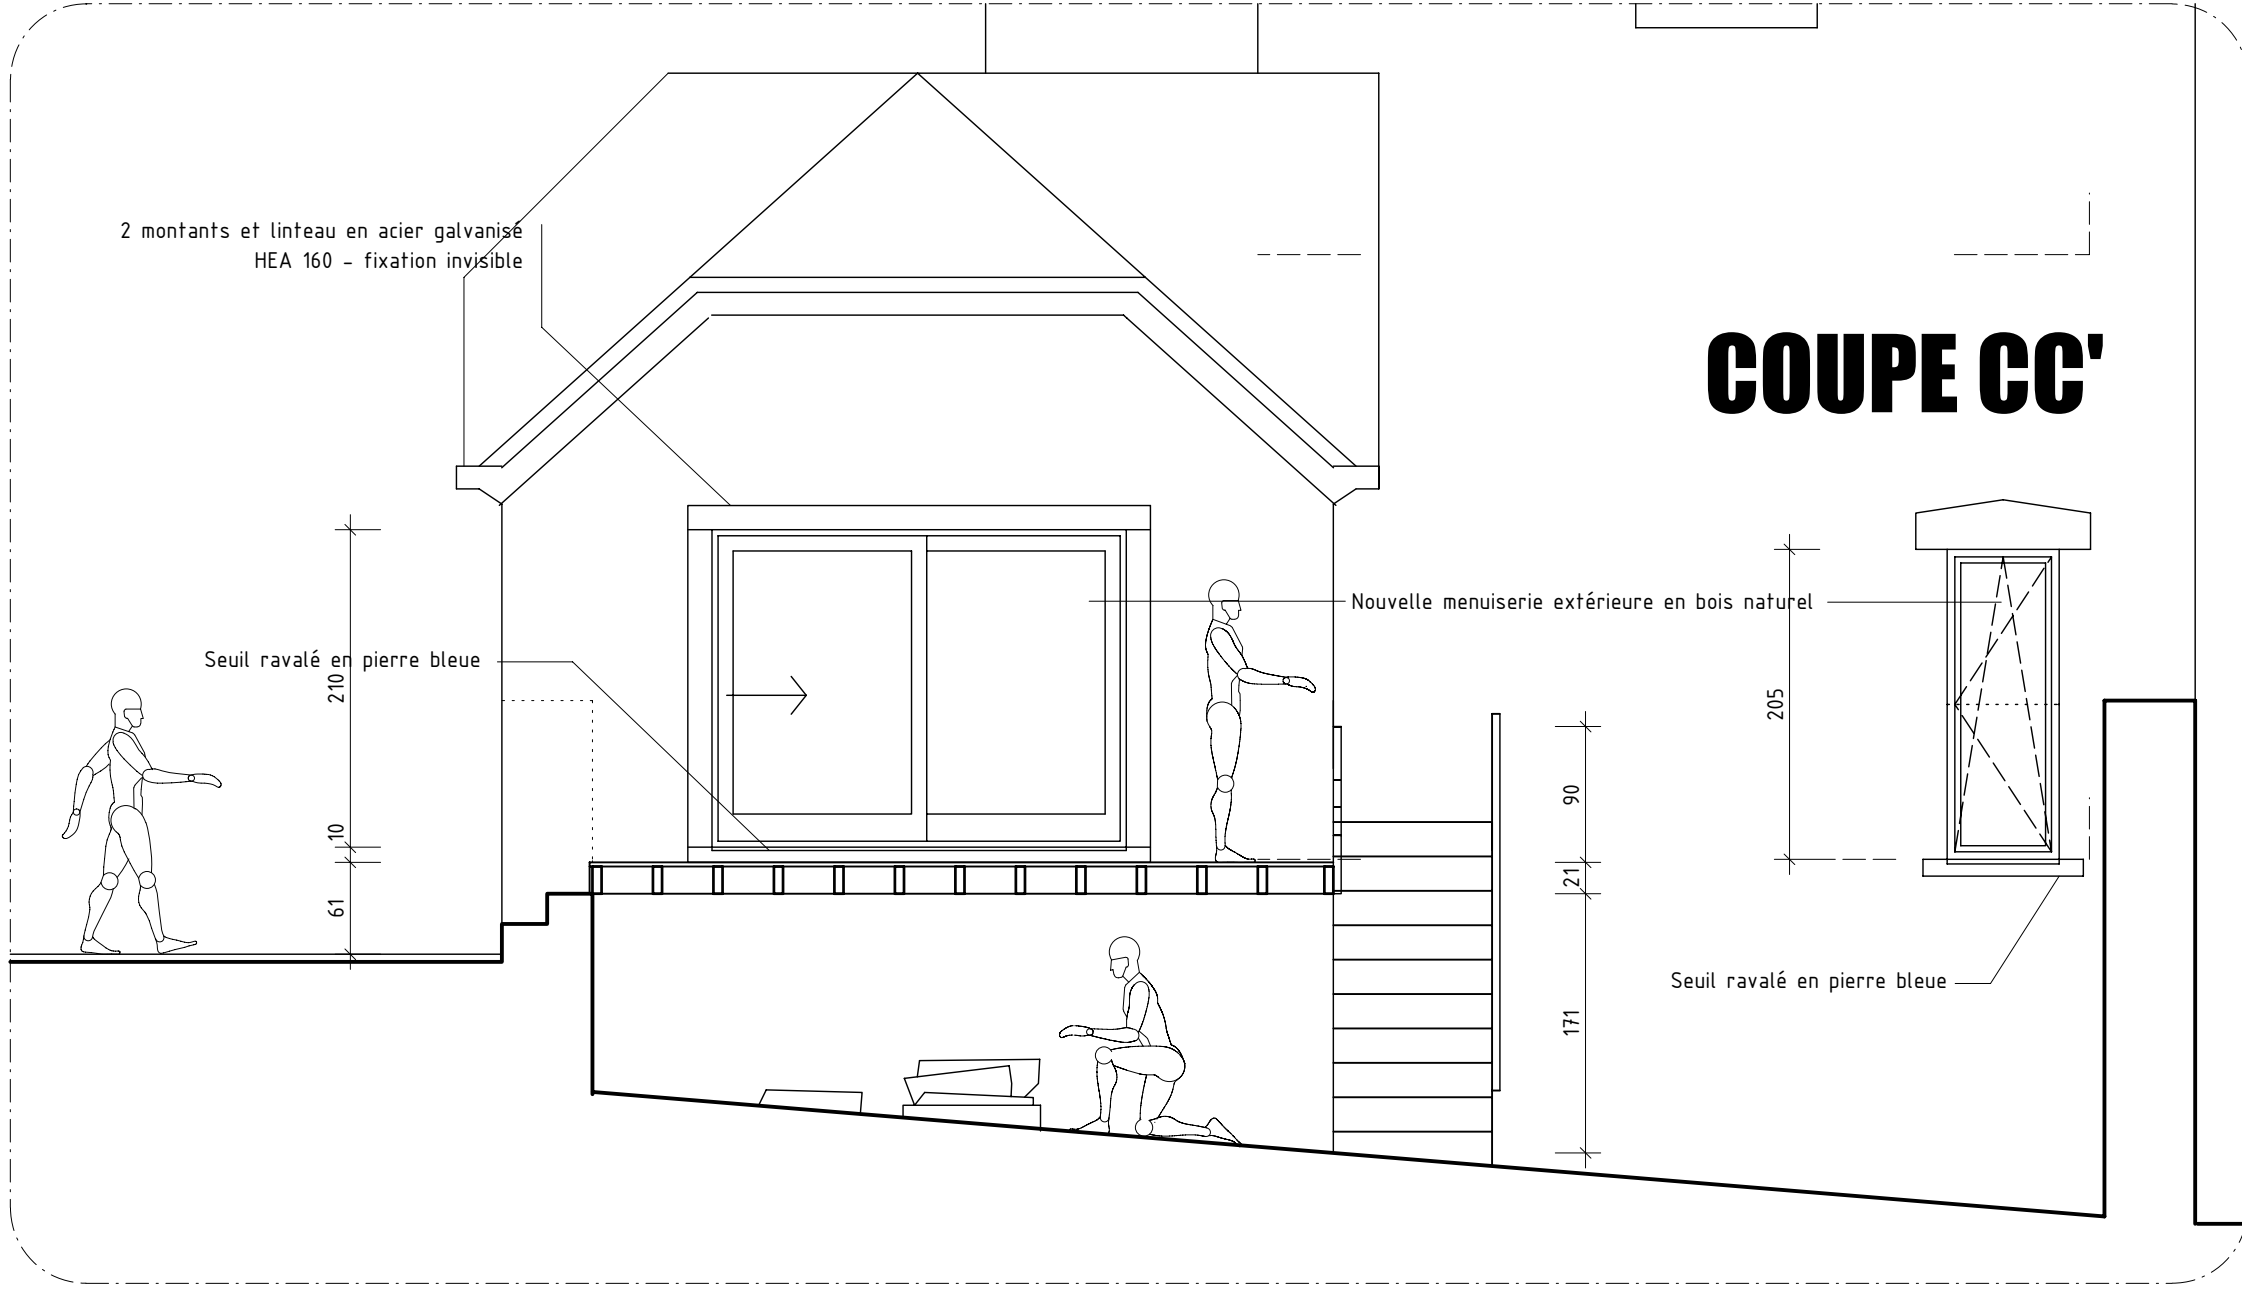 2 montants et linteau en acier galvanisé
HEA 160 - fixation invisible
COUPE CC'
Nouvelle menuiserie extérieure en bois naturel
Seuil ravalé en pierre bleue
210
10
61
90
21
171
205
Seuil ravalé en pierre bleue